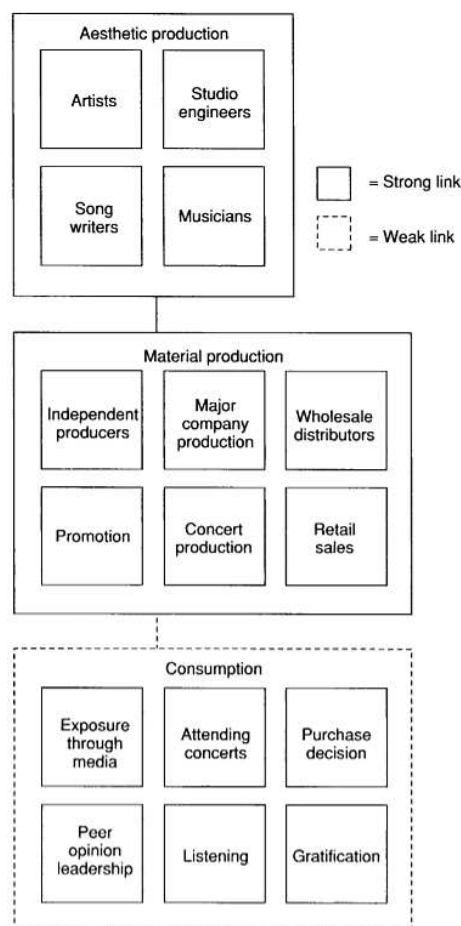 Aesthetic production
Artists
Studio
engineers
Song
writers
Musicians
= Strong link
= Weak link
Material production
Independent
producers
Major
company
production
Wholesale
distributors
Promotion
Concert
production
Retail
sales
Consumption
Exposure
through
media
Attending
concerts
Purchase
decision
Peer
opinion
leadership
Listening
Gratification